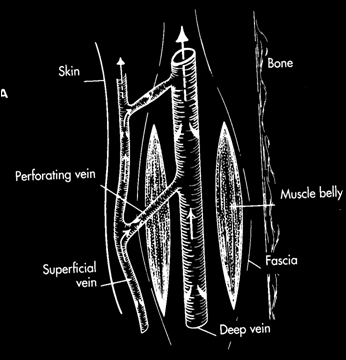 Skin
Bone
Perforating vein
Muscle belly
Superficial
vein
Fascia
Deep vein